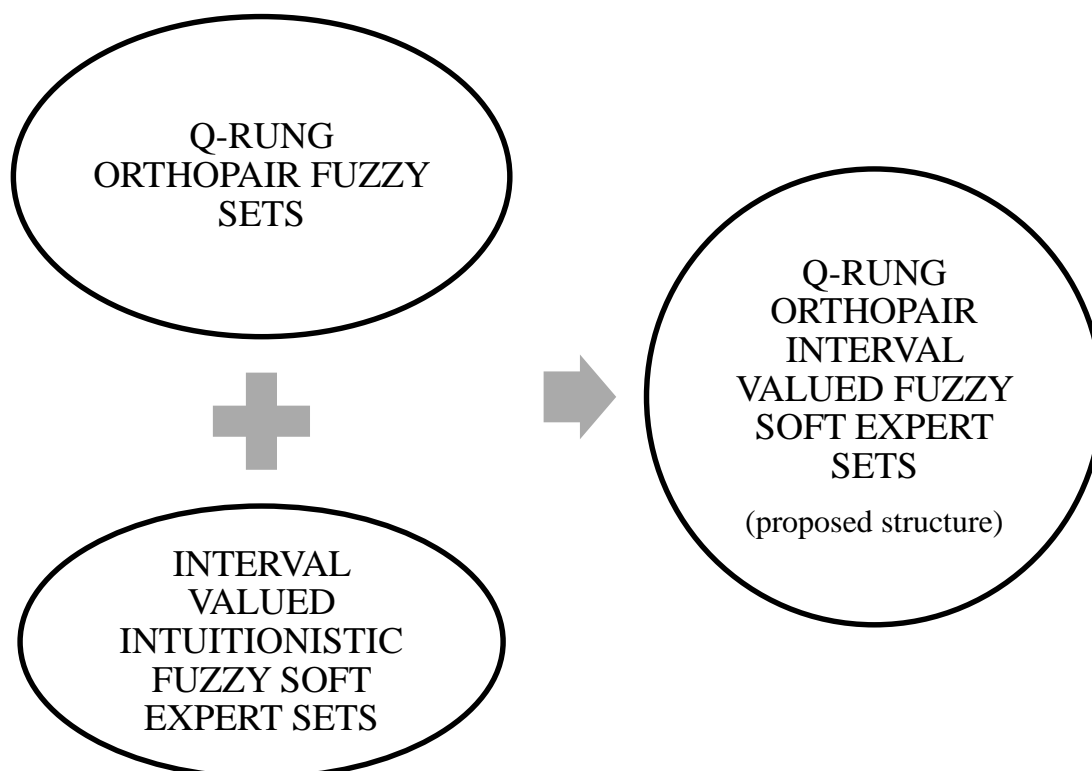 Q-RUNG
ORTHOPAIR FUZZY
SETS
INTERVAL
VALUED
INTUITIONISTIC
FUZZY SOFT
EXPERT SETS
Q-RUNG
ORTHOPAIR
INTERVAL
VALUED FUZZY
SOFT EXPERT
SETS
(proposed structure)